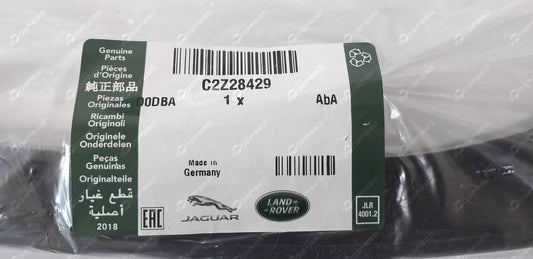 Genuine
Parts
Pièces
d'Origine
純正部品
Piezas
Originales
Ricambi
Originali
Originele
Onderdelen
Peças
Genuínas
Originalteile
قطع غيار
أصلية
2018
C2Z28429
D0DBA 1 x AbA
Made in
Germany
EAC
JAGUAR
LAND-
ROVER
JLR
4001.2